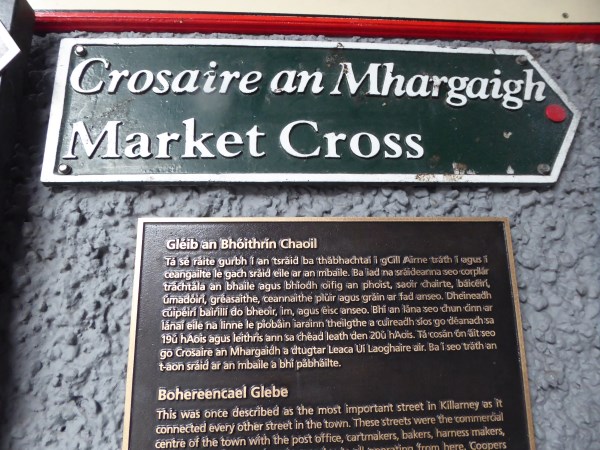 Crosaire an Mhargaigh
Market Cross
Gléib an Bhóithrín Chaoil
Tá sé ráite gurbh í an tsráid ba thábhachtaí i gCill Airne tráth í agus í
ceangailte le gach sráid eile ar an mbaile. Ba iad na sráideanna seo corplár
tráchtála an bhaile agus bhíodh oifig an phoist, saoir chairte, báicéirí,
úmadóirí, gréasaithe, ceannaithe plúir agus gráin ar fad anseo. Dheineadh
cúipéirí bairillí do bheoir, im, agus éisc anseo. Bhí an lána seo chun cinn ar
lánaí eile na linne le píobáin iarainn theilgthe a cuireadh síos go déanach sa
19ú hAois agus leithris ann sa chéad leath den 20ú hAois. Tá cosán ón áit seo
go Crosaire an Mhargaidh a dtugtar Leaca Uí Laoghaire air. Ba í seo tráth an
t-aon sráid ar an mbaile a bhí pábháilte.
Bohereencael Glebe
This was once described as the most important street in Killarney as it
connected every other street in the town. These streets were the commercial
centre of the town with the post office, cartmakers, bakers, harness makers,
operating from here. Coopers